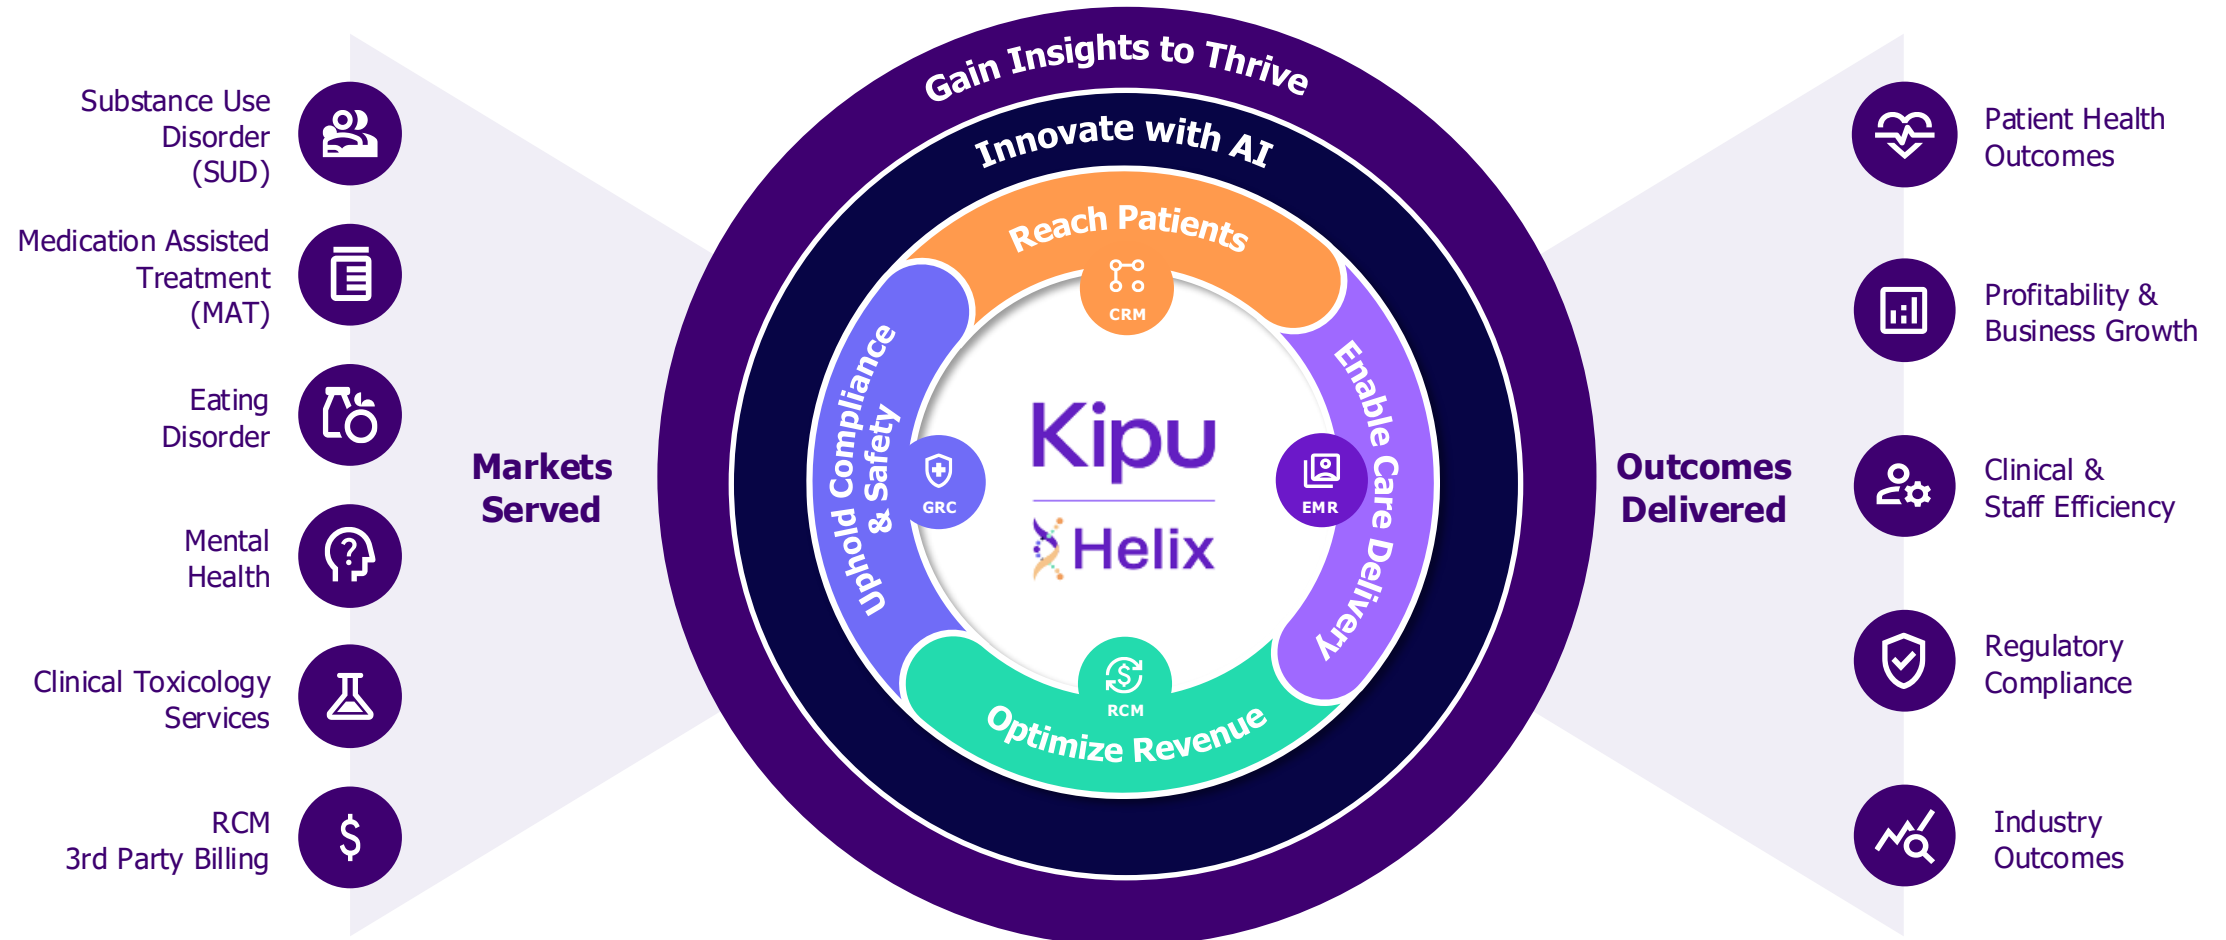 Substance Use
Disorder
(SUD)
Medication Assisted
Treatment
(MAT)
Eating
Disorder
Mental
Health
Clinical Toxicology
Services
RCM
3rd Party Billing
Markets
Served
Gain Insights to Thrive
Innovate with AI
Reach Patients
CRM
Uphold Compliance
& Safety
GRC
Kipu
Helix
EMR
Enable Care Delivery
RCM
Optimize Revenue
Outcomes
Delivered
Patient Health
Outcomes
Profitability &
Business Growth
Clinical &
Staff Efficiency
Regulatory
Compliance
Industry
Outcomes